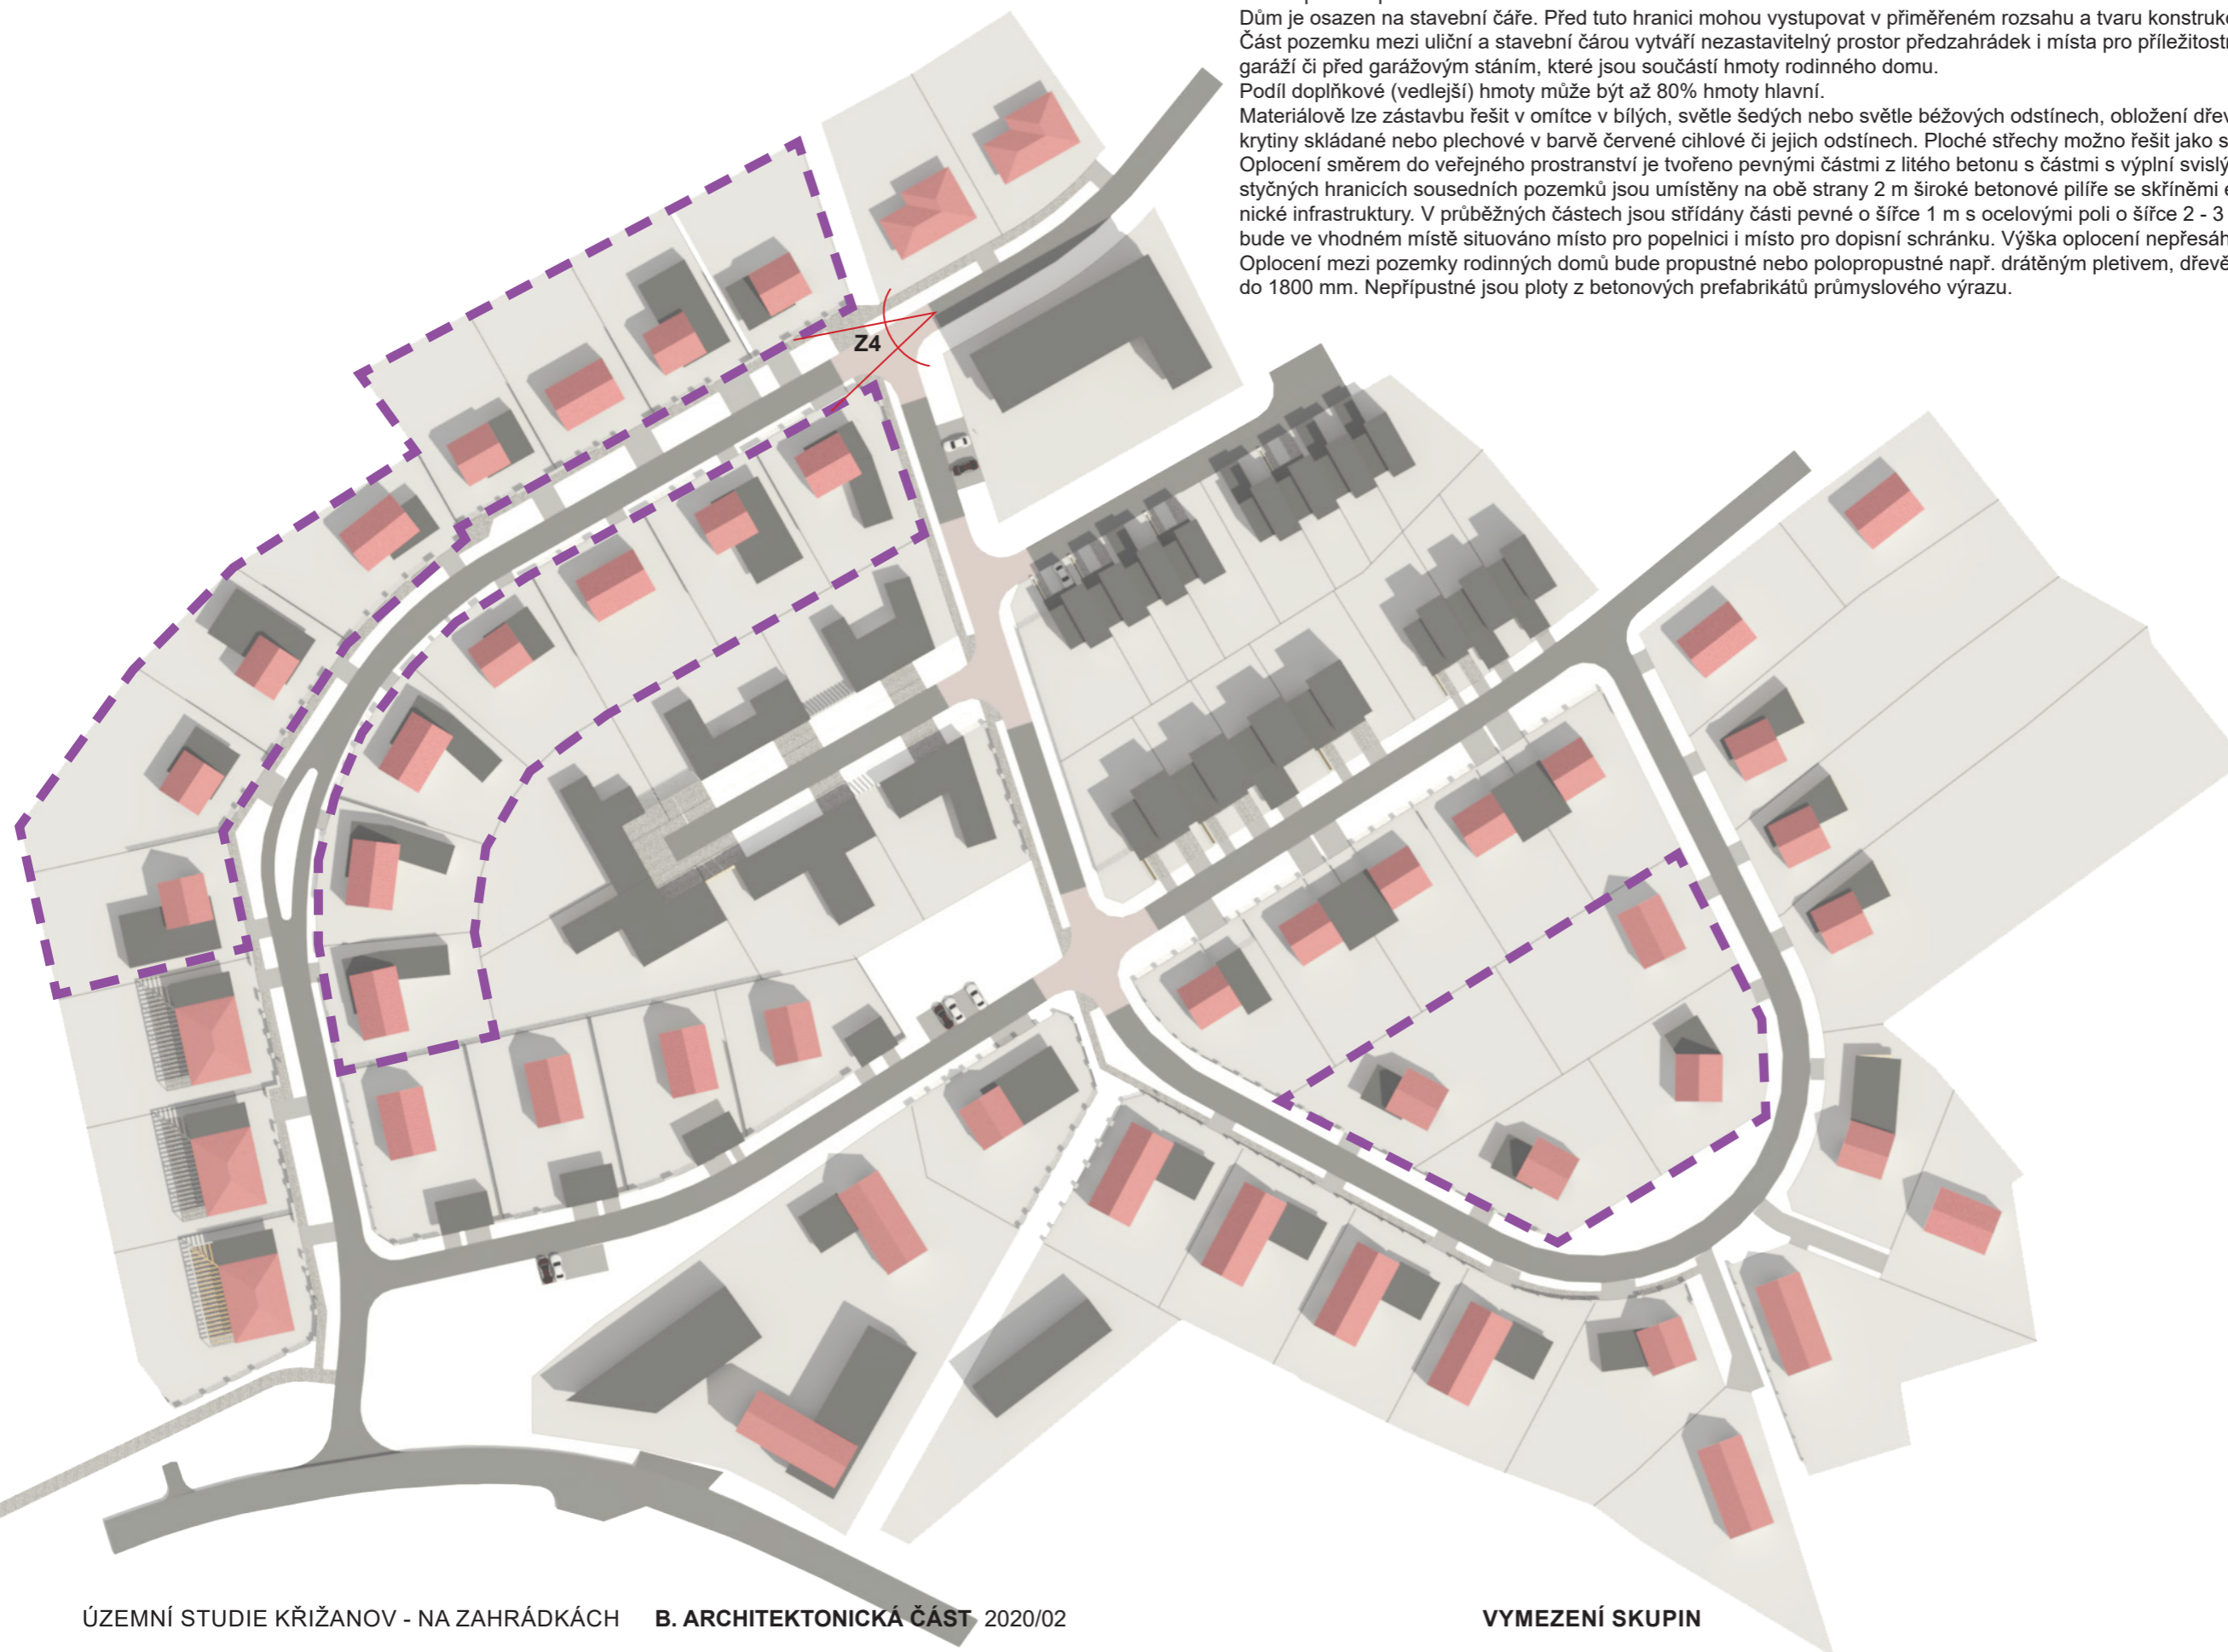 Dům je osazen na stavební čáře. Před tuto hranici mohou vystupovat v přiměřeném rozsahu a tvaru konstrukc
Část pozemku mezi uliční a stavební čárou vytváří nezastavitelný prostor předzahrádek i místa pro příležitostn
garáží či před garážovým stáním, které jsou součástí hmoty rodinného domu.
Podíl doplňkové (vedlejší) hmoty může být až 80% hmoty hlavní.
Materiálově lze zástavbu řešit v omítce v bílých, světle šedých nebo světle béžových odstínech, obložení dřev
krytiny skládané nebo plechové v barvě červené cihlové či jejich odstínech. Ploché střechy možno řešit jako s
Oplocení směrem do veřejného prostranství je tvořeno pevnými částmi z litého betonu s částmi s výplní svislý
styčných hranicích sousedních pozemků jsou umístěny na obě strany 2 m široké betonové pilíře se skříněmi e
nické infrastruktury. V průběžných částech jsou střídány části pevné o šířce 1 m s ocelovými poli o šířce 2 - 3
bude ve vhodném místě situováno místo pro popelnici i místo pro dopisní schránku. Výška oplocení nepřesáh
Oplocení mezi pozemky rodinných domů bude propustné nebo polopropustné např. drátěným pletivem, dřevě
do 1800 mm. Nepřípustné jsou ploty z betonových prefabrikátů průmyslového výrazu.
Z4
ÚZEMNÍ STUDIE KŘIŽANOV - NA ZAHRÁDKÁCH B. ARCHITEKTONICKÁ ČÁST 2020/02
VYMEZENÍ SKUPIN